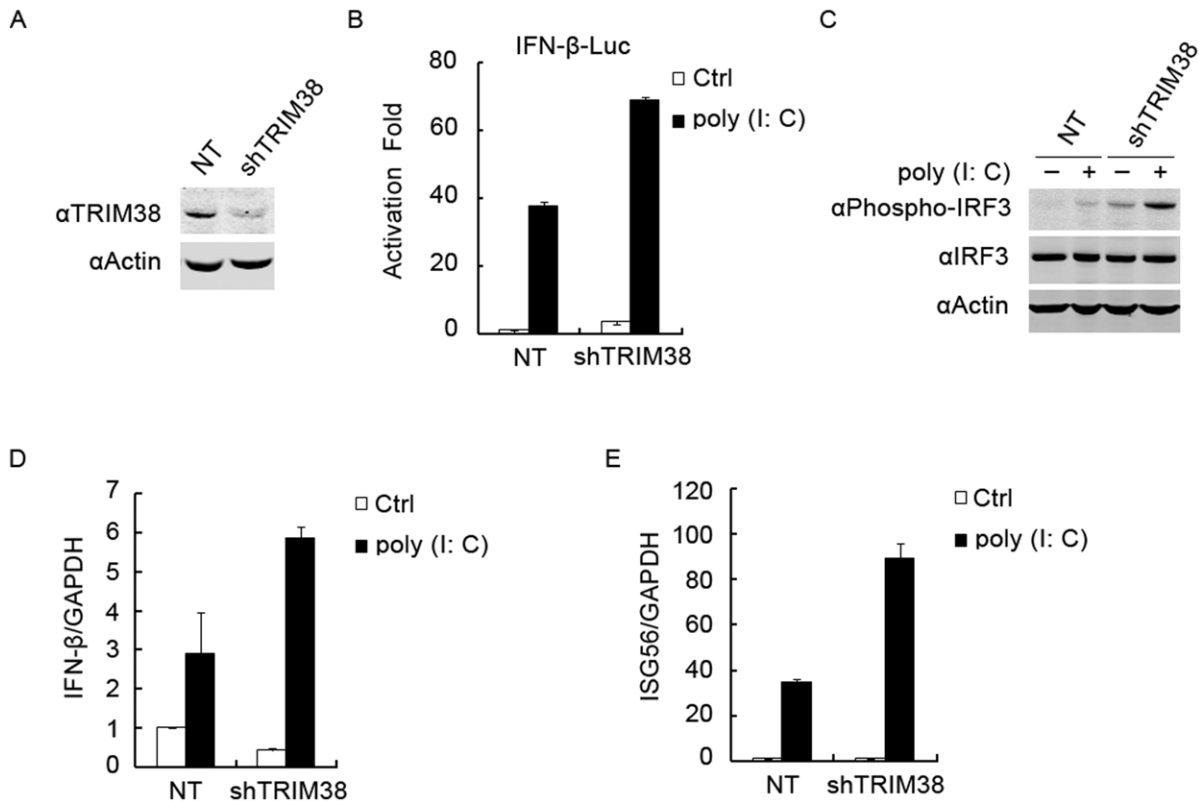 A
NT
shTRIM38
αTRIM38
αActin
B
IFN-β-Luc
Ctrl
poly (I: C)
Activation Fold
80
60
40
20
0
NT
shTRIM38
C
NT
shTRIM38
poly (I: C) − + − +
αPhospho-IRF3
αIRF3
αActin
D
Ctrl
poly (I: C)
IFN-β/GAPDH
7
6
5
4
3
2
1
0
NT
shTRIM38
E
Ctrl
poly (I: C)
ISG56/GAPDH
120
100
80
60
40
20
0
NT
shTRIM38